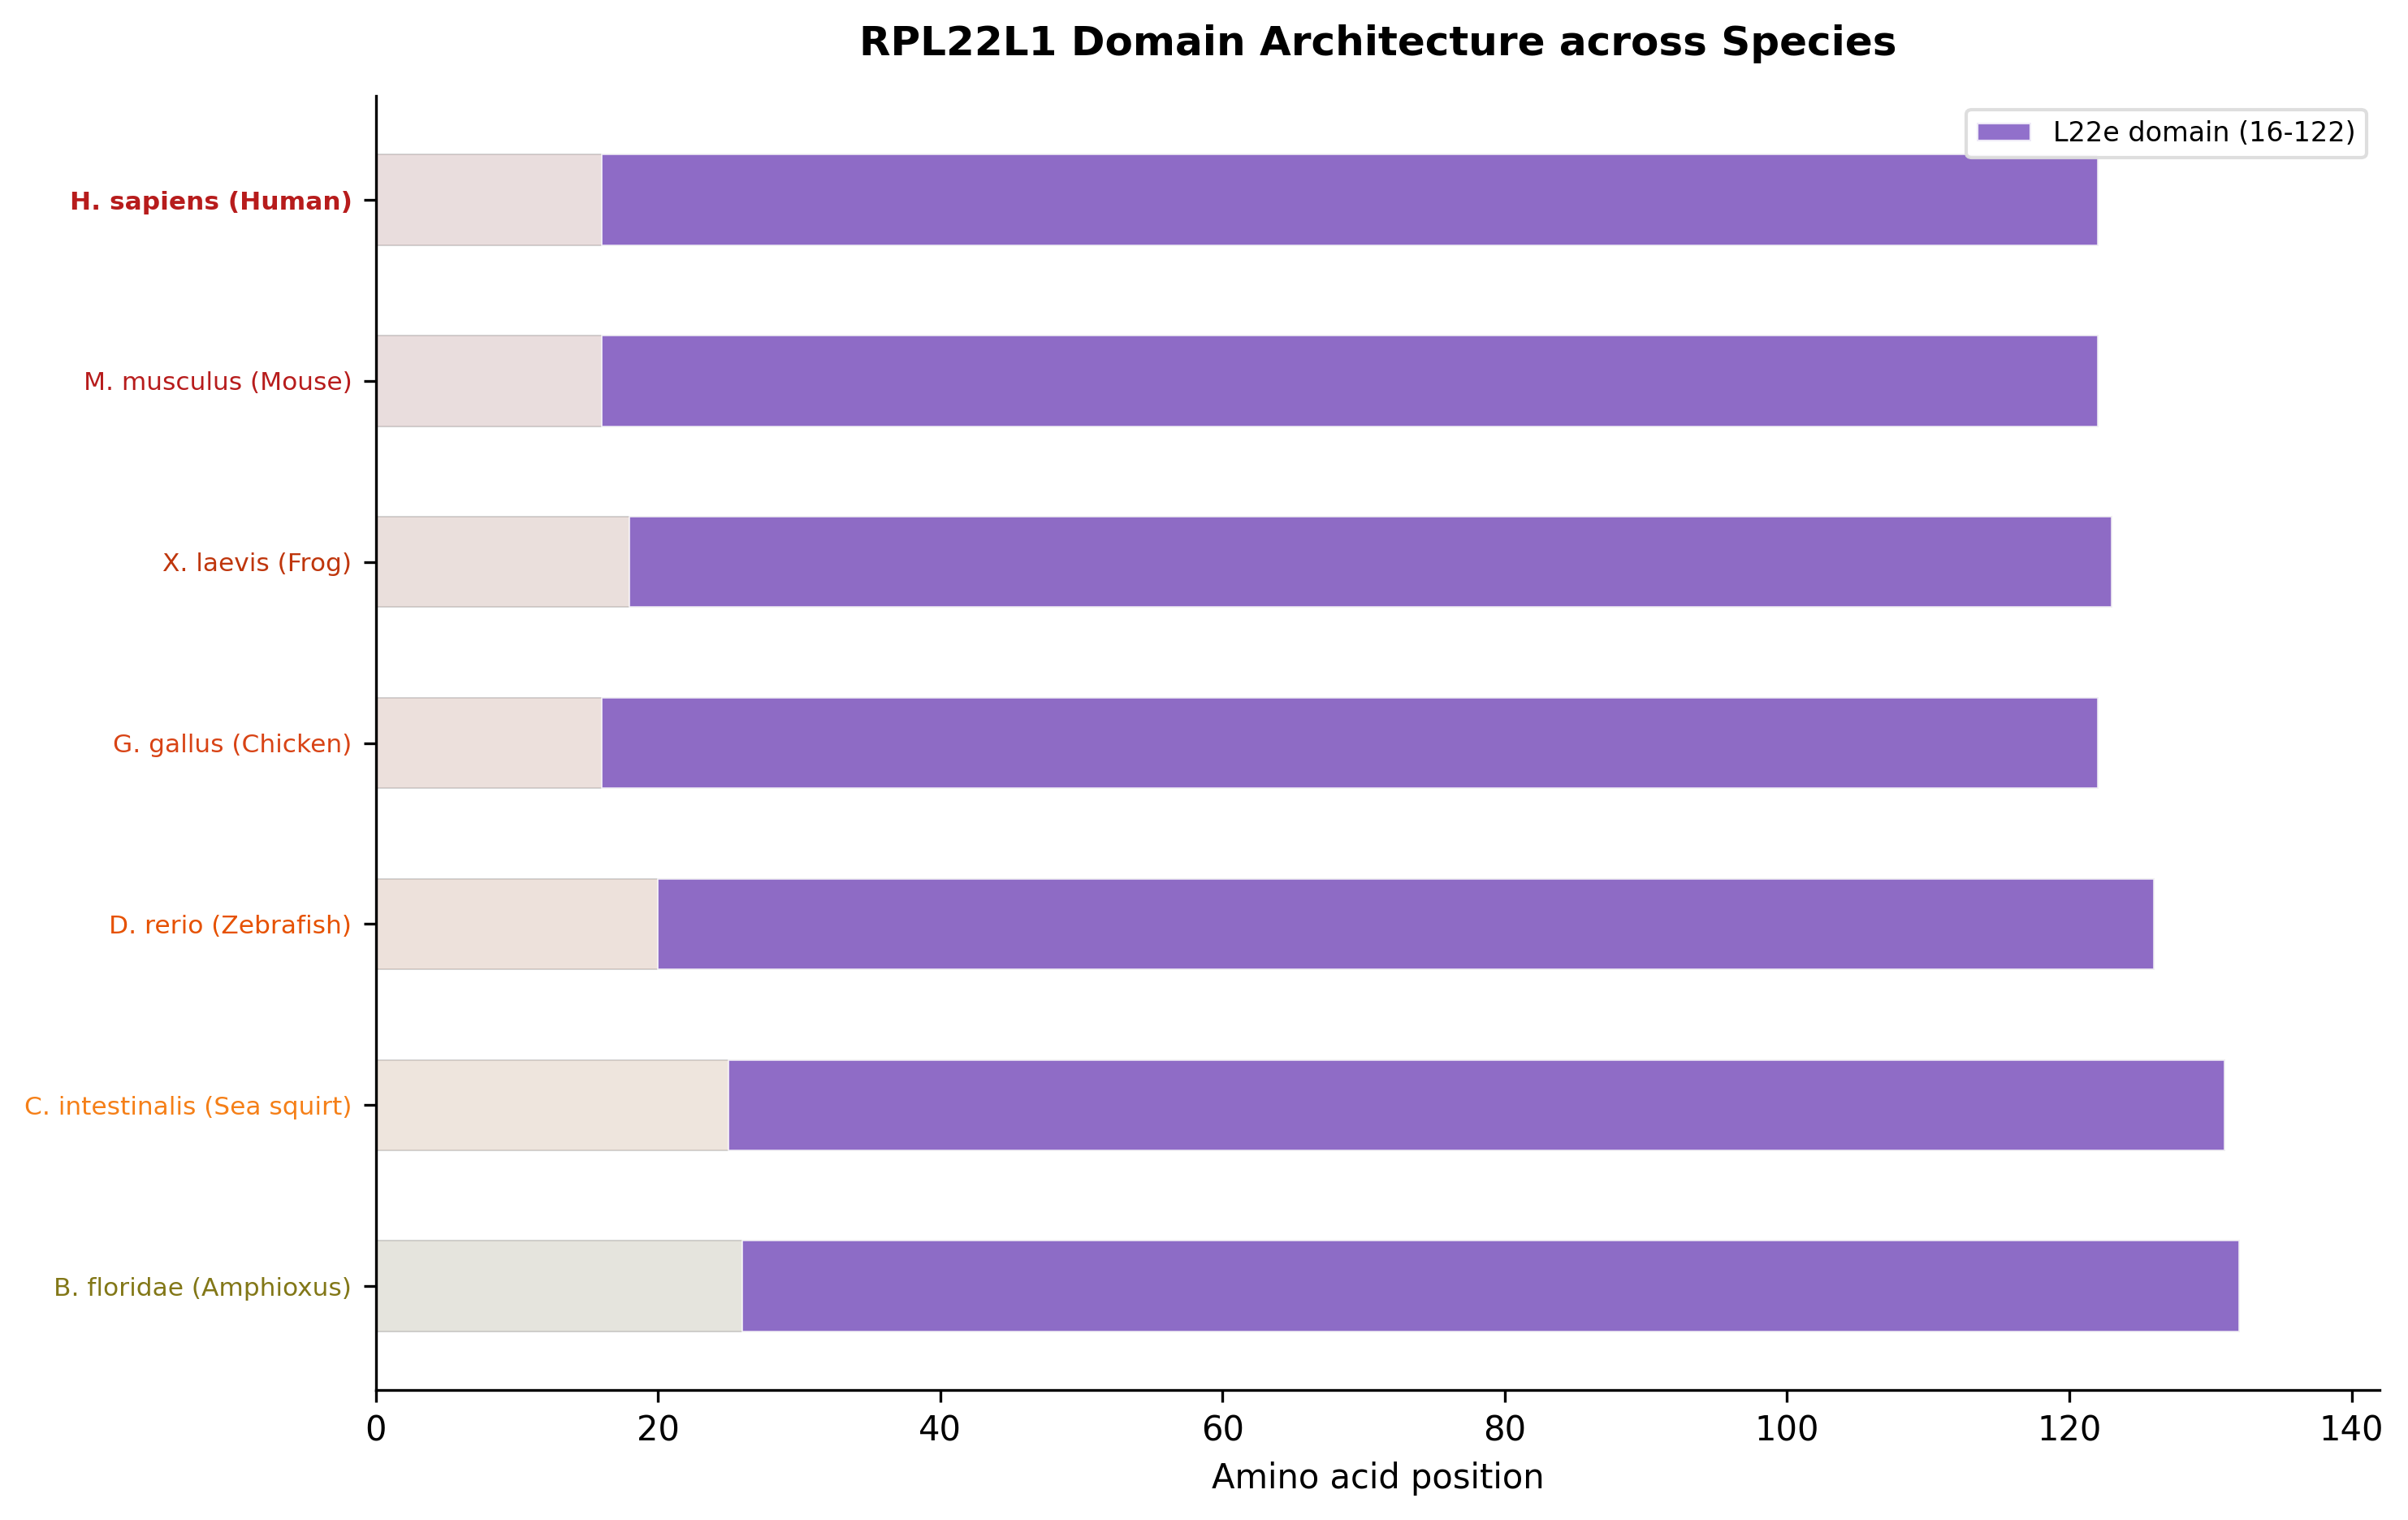 RPL22L1 Domain Architecture across Species
L22e domain (16-122)
H. sapiens (Human)
M. musculus (Mouse)
X. laevis (Frog)
G. gallus (Chicken)
D. rerio (Zebrafish)
C. intestinalis (Sea squirt)
B. floridae (Amphioxus)
0 20 40 60 80 100 120 140
Amino acid position